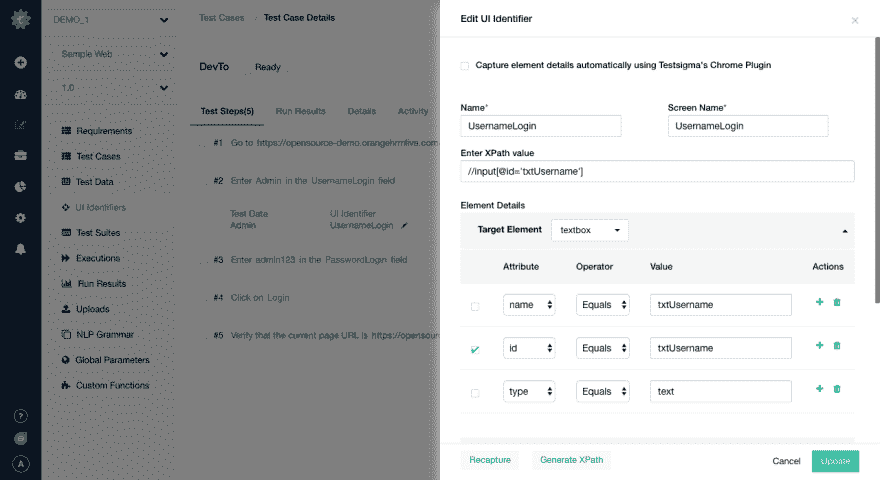 DEMO_1
Sample Web
1.0
Requirements
Test Cases
Test Data
UI Identifiers
Test Suites
Executions
Run Results
Uploads
NLP Grammar
Global Parameters
Custom Functions
A
Test Cases / Test Case Details
DevTo Ready
Test Steps(5) Run Results Details Activity
#1 Go to https://opensource-demo.orangehrmlive.com
#2 Enter Admin in the UsernameLogin field
Test Data UI Identifier
Admin UsernameLogin
#3 Enter admin123 in the PasswordLogin field
#4 Click on Login
#5 Verify that the current page URL is https://opensour
Edit UI Identifier ×
Capture element details automatically using Testsigma's Chrome Plugin
Name* Screen Name*
UsernameLogin UsernameLogin
Enter XPath value
//input[@id='txtUsername']
Element Details
Target Element textbox
Attribute Operator Value Actions
name Equals txtUsername
id Equals txtUsername
type Equals text
Recapture Generate XPath Cancel Update